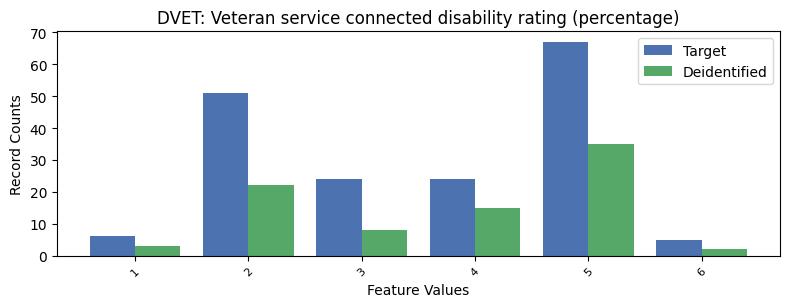 DVET: Veteran service connected disability rating (percentage)
70
60
50
40
30
20
10
0
Record Counts
Target
Deidentified
1 2 3 4 5 6
Feature Values